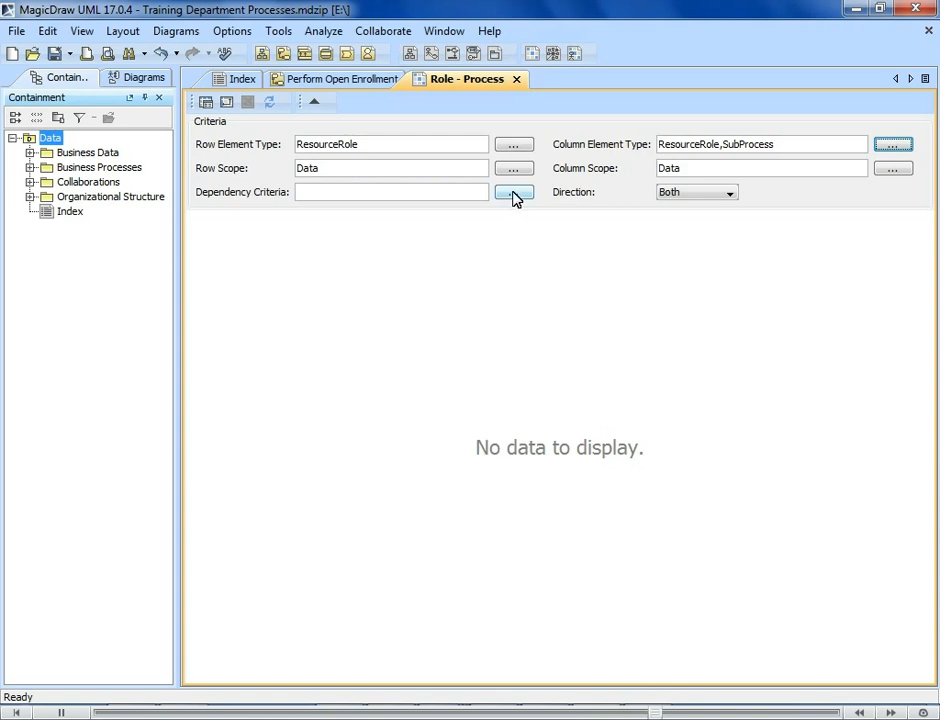 MagicDraw UML 17.0.4 - Training Department Processes.mdzip [E:\]
File Edit View Layout Diagrams Options Tools Analyze Collaborate Window Help
Contain.. Diagrams Index Perform Open Enrollment Role - Process
Containment
Criteria
Row Element Type: ResourceRole ... Column Element Type: ResourceRole,SubProcess ...
Row Scope: Data ... Column Scope: Data ...
Dependency Criteria: ... Direction: Both
Data
Business Data
Business Processes
Collaborations
Organizational Structure
Index
No data to display.
Ready